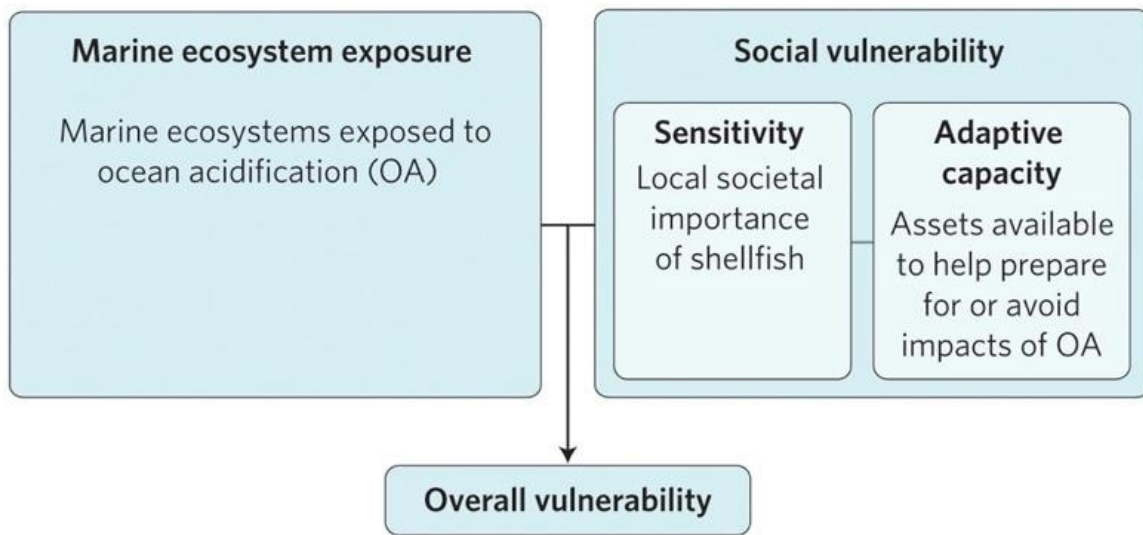 Marine ecosystem exposure
Marine ecosystems exposed to
ocean acidification (OA)
Social vulnerability
Sensitivity
Local societal
importance
of shellfish
Adaptive
capacity
Assets available
to help prepare
for or avoid
impacts of OA
Overall vulnerability